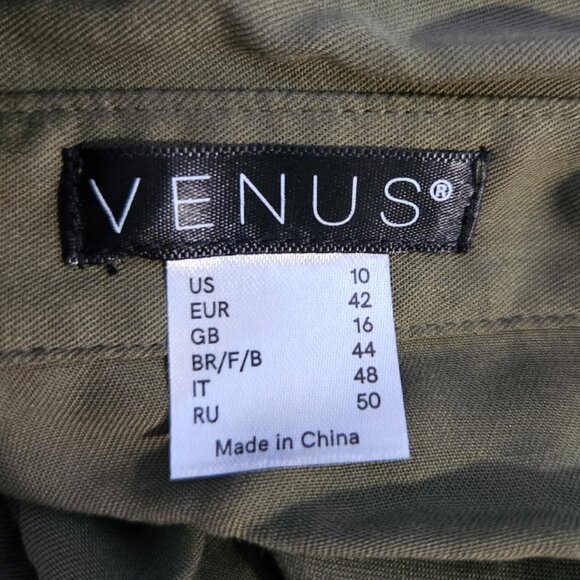 VENUS®
US 10
EUR 42
GB 16
BR/F/B 44
IT 48
RU 50
Made in China